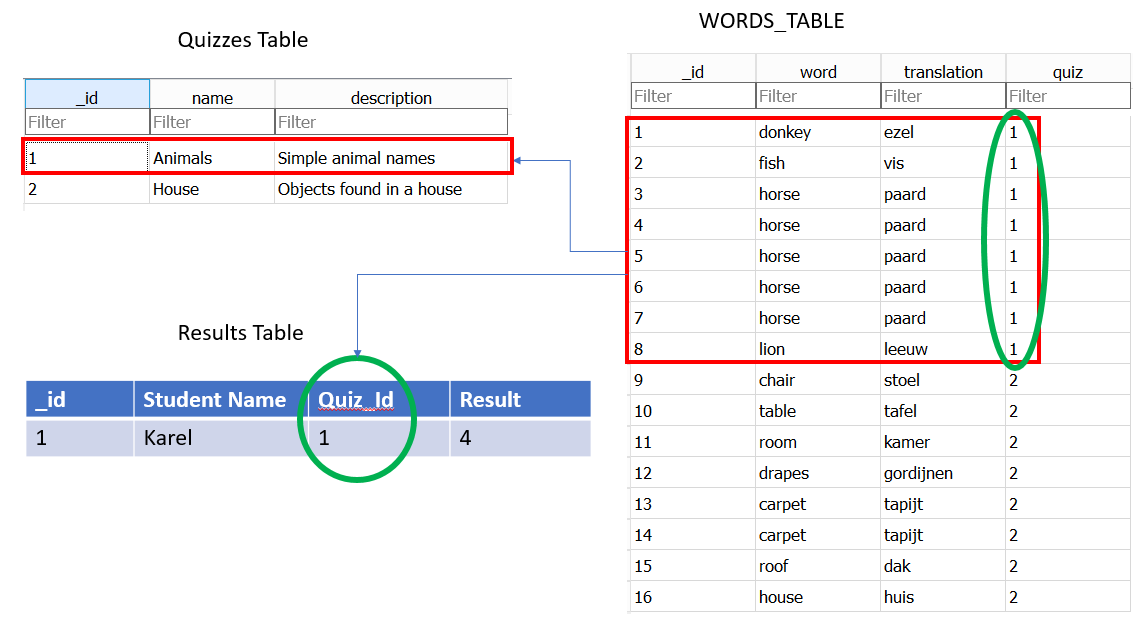 Quizzes Table
_id name description
Filter Filter Filter
1 Animals Simple animal names
2 House Objects found in a house
Results Table
_id Student Name Quiz_Id Result
1 Karel 1 4
WORDS_TABLE
_id word translation quiz
Filter Filter Filter Filter
1 donkey ezel 1
2 fish vis 1
3 horse paard 1
4 horse paard 1
5 horse paard 1
6 horse paard 1
7 horse paard 1
8 lion leeuw 1
9 chair stoel 2
10 table tafel 2
11 room kamer 2
12 drapes gordijnen 2
13 carpet tapijt 2
14 carpet tapijt 2
15 roof dak 2
16 house huis 2